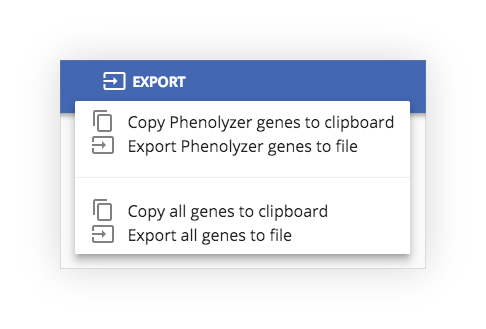 EXPORT
Copy Phenolyzer genes to clipboard
Export Phenolyzer genes to file
Copy all genes to clipboard
Export all genes to file